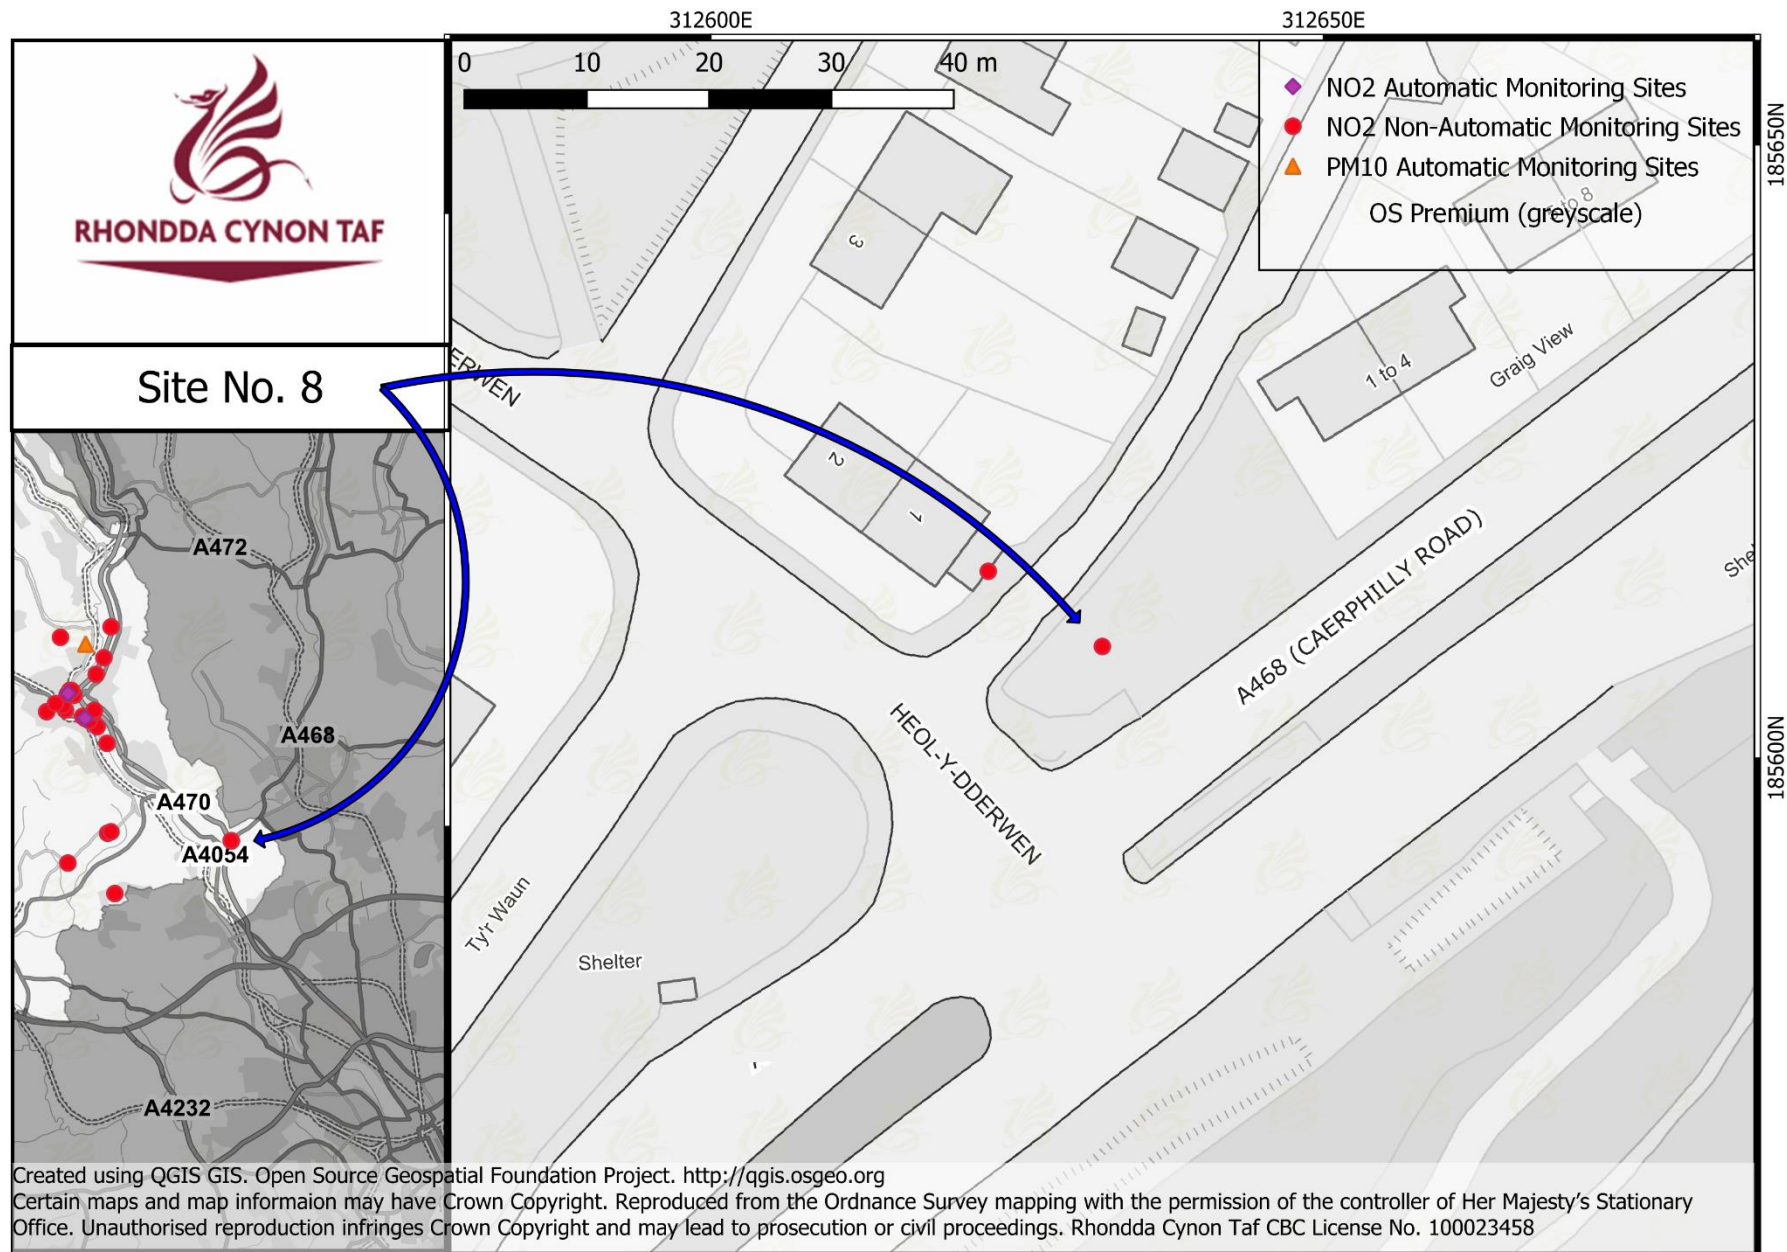 312600E
312650E
RHONDDA CYNON TAF
Site No. 8
0 10 20 30 40 m
NO2 Automatic Monitoring Sites
NO2 Non-Automatic Monitoring Sites
PM10 Automatic Monitoring Sites
OS Premium (greyscale)
185650N
185600N
5 to 8
3
ERWEN
1 to 4
Graig View
2
1
She
A468 (CAERPHILLY ROAD)
HEOL-Y-DDERWEN
Ty'r Waun
Shelter
A472
A468
A470
A4054
A4232
Created using QGIS GIS. Open Source Geospatial Foundation Project. http://qgis.osgeo.org
Certain maps and map informaion may have Crown Copyright. Reproduced from the Ordnance Survey mapping with the permission of the controller of Her Majesty's Stationary
Office. Unauthorised reproduction infringes Crown Copyright and may lead to prosecution or civil proceedings. Rhondda Cynon Taf CBC License No. 100023458